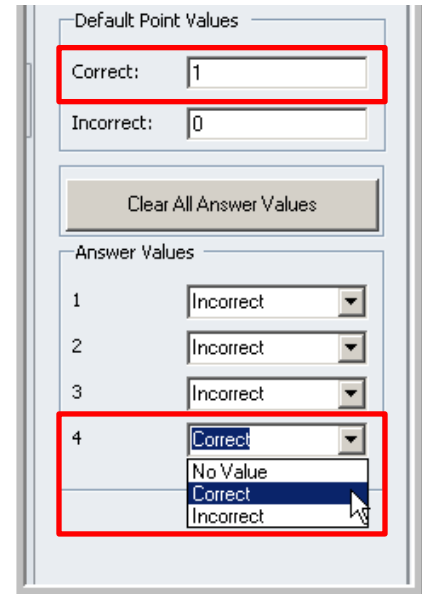 Default Point Values
Correct: 1
Incorrect: 0
Clear All Answer Values
Answer Values
1 Incorrect
2 Incorrect
3 Incorrect
4 Correct
No Value
Correct
Incorrect